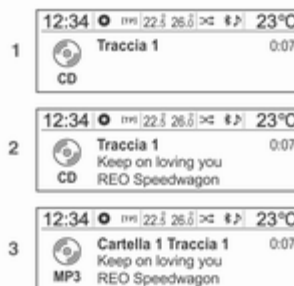 1
12:34 22.5 26.0 23°C
Traccia 1 0:07
CD
2
12:34 22.5 26.0 23°C
Traccia 1 0:07
Keep on loving you
CD REO Speedwagon
3
12:34 22.5 26.0 23°C
Cartella 1 Traccia 1 0:07
Keep on loving you
MP3 REO Speedwagon